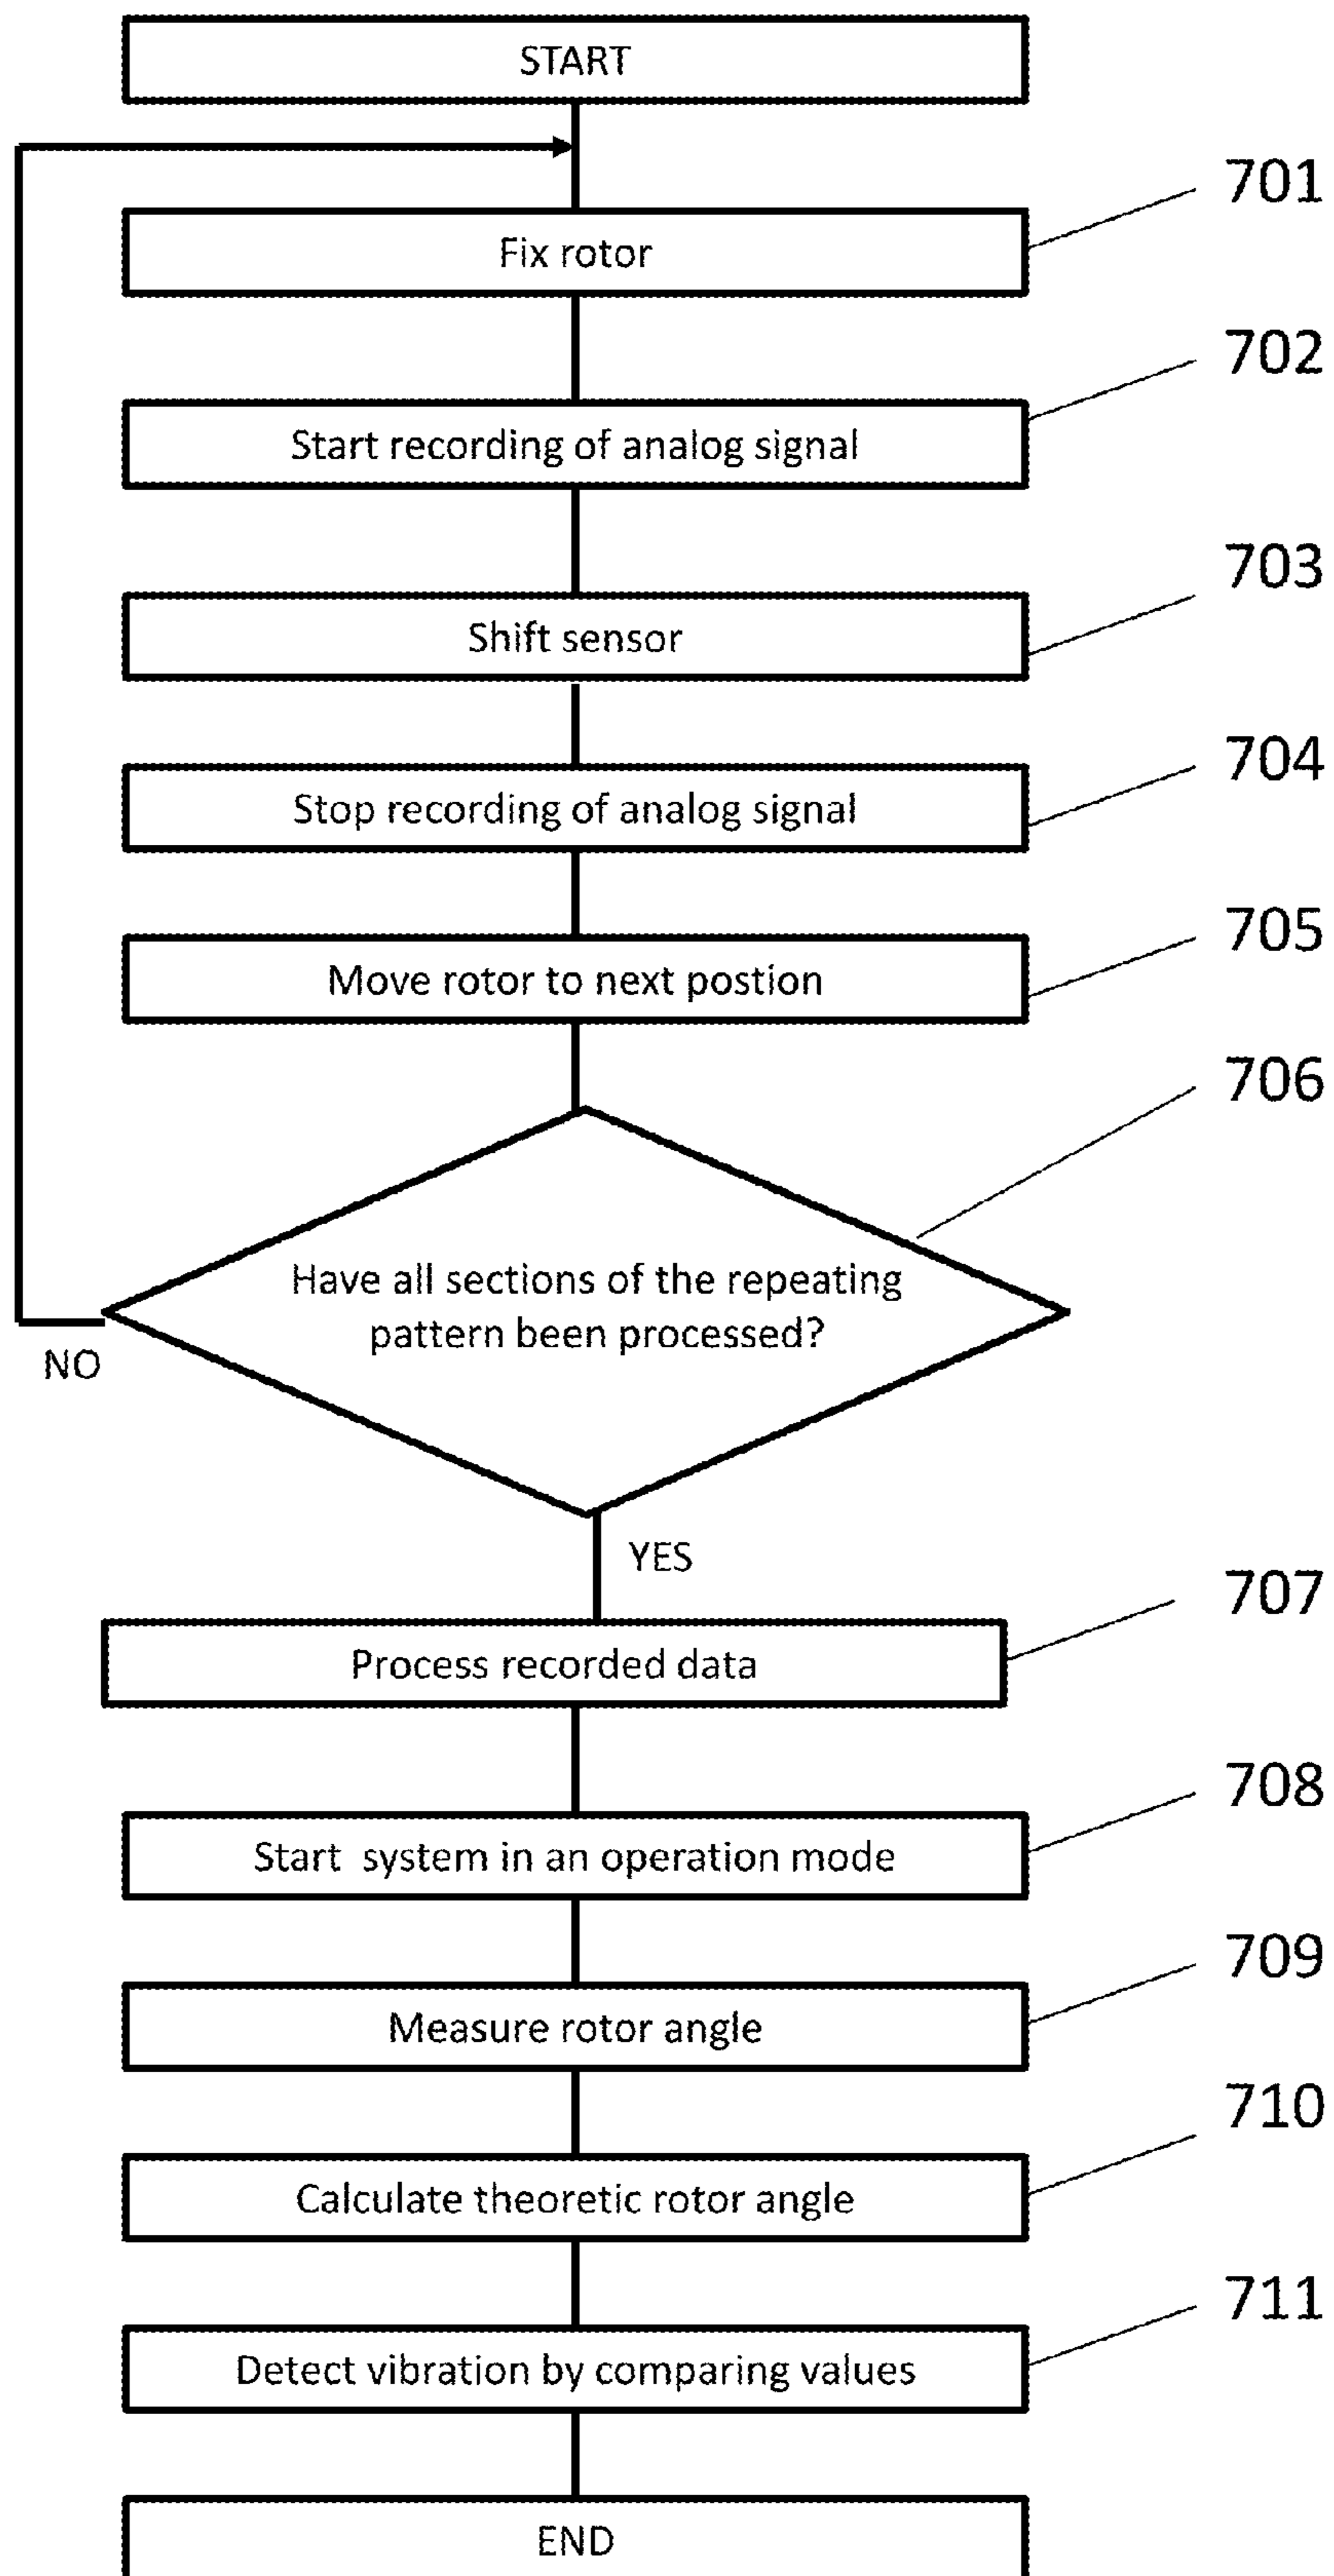 START
701
Fix rotor
702
Start recording of analog signal
703
Shift sensor
704
Stop recording of analog signal
705
Move rotor to next postion
706
Have all sections of the repeating
pattern been processed?
NO
YES
707
Process recorded data
708
Start  system in an operation mode
709
Measure rotor angle
710
Calculate theoretic rotor angle
711
Detect vibration by comparing values
END